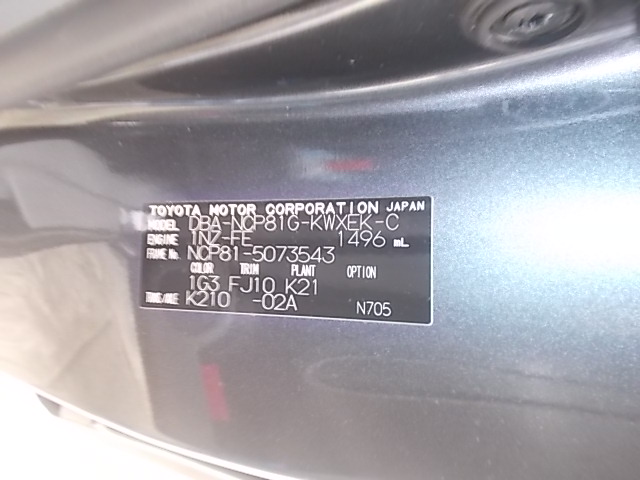 TOYOTA MOTOR CORPORATION JAPAN
MODEL DBA-NCP81G-KWXEK-C
ENGINE 1NZ-FE 1496 mL
FRAME No. NCP81-5073543
COLOR TRIM PLANT OPTION
1G3 FJ10 K21
TRANS/AXLE K210 -02A N705